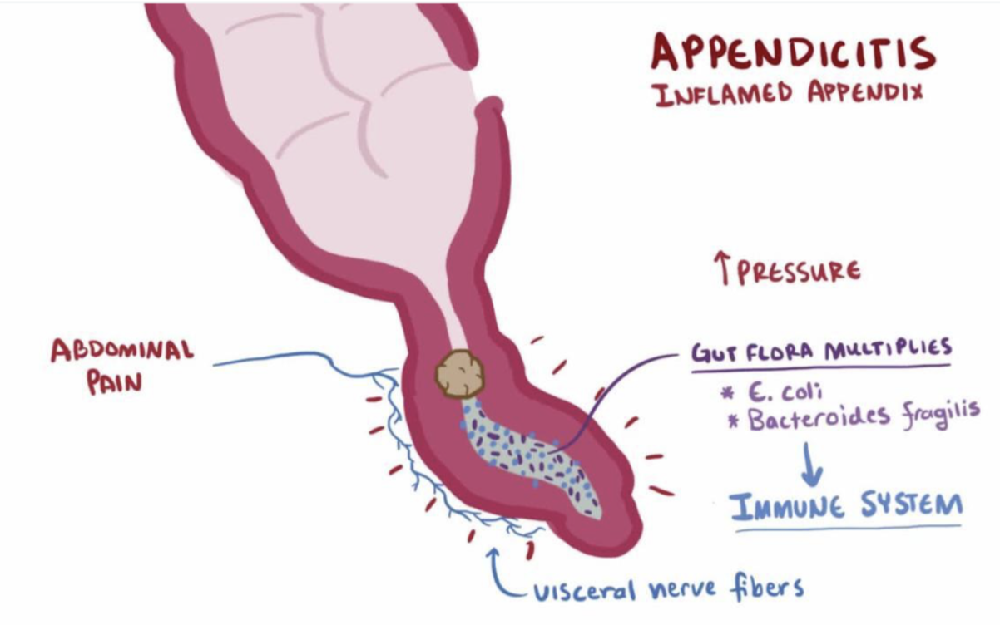 APPENDICITIS
INFLAMED APPENDIX
↑PRESSURE
ABDOMINAL
PAIN
GUT FLORA MULTIPLIES
* E. coli
* Bacteroides fragilis
IMMUNE SYSTEM
visceral nerve fibers